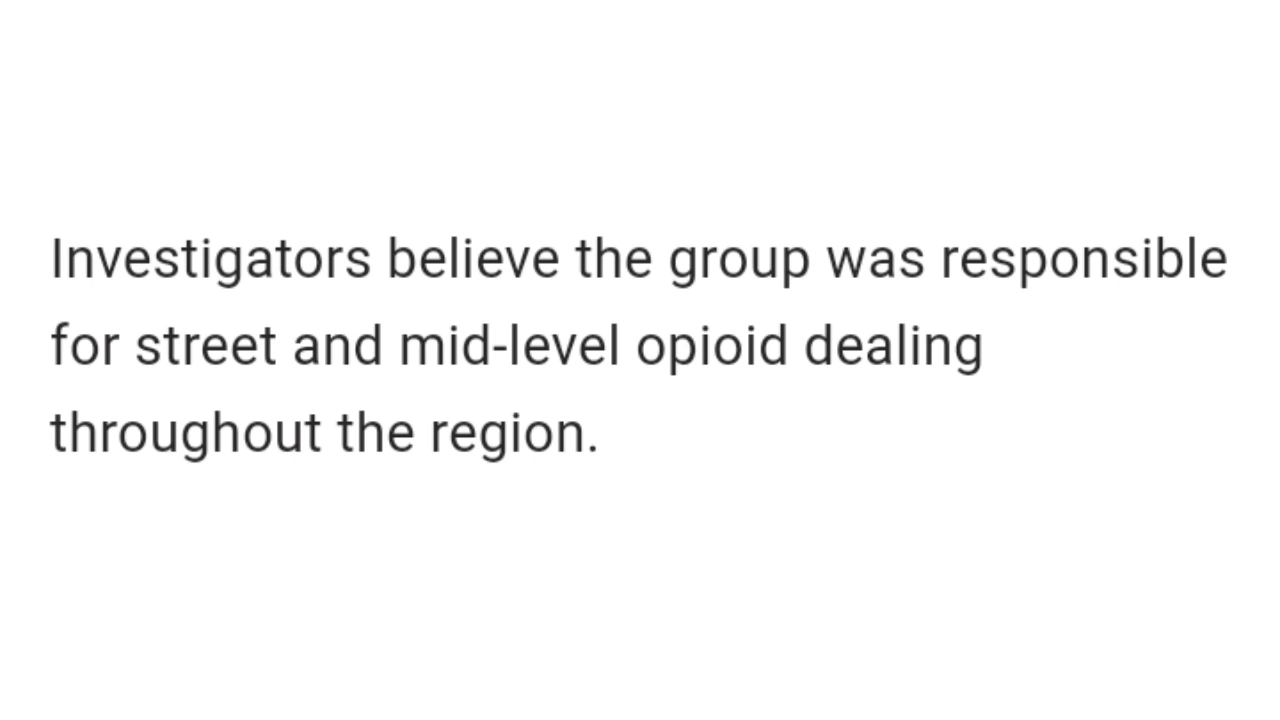 Investigators believe the group was responsible
for street and mid-level opioid dealing
throughout the region.